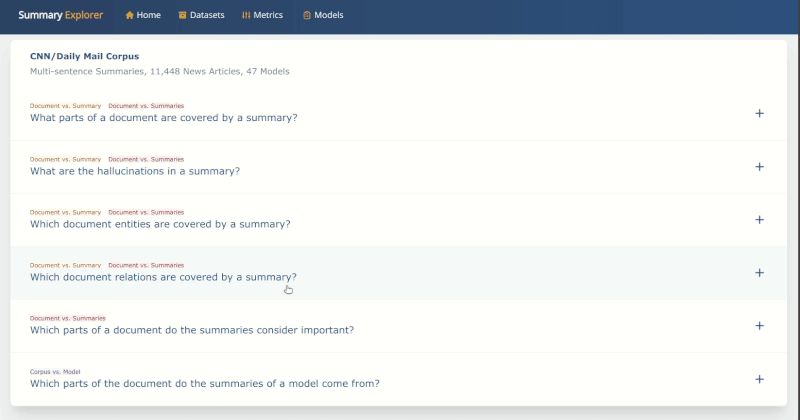 Summary Explorer Home Datasets Metrics Models
CNN/Daily Mail Corpus
Multi-sentence Summaries, 11,448 News Articles, 47 Models
Document vs. Summary Document vs. Summaries
What parts of a document are covered by a summary?
Document vs. Summary Document vs. Summaries
What are the hallucinations in a summary?
Document vs. Summary Document vs. Summaries
Which document entities are covered by a summary?
Document vs. Summary Document vs. Summaries
Which document relations are covered by a summary?
Document vs. Summaries
Which parts of a document do the summaries consider important?
Corpus vs. Model
Which parts of the document do the summaries of a model come from?